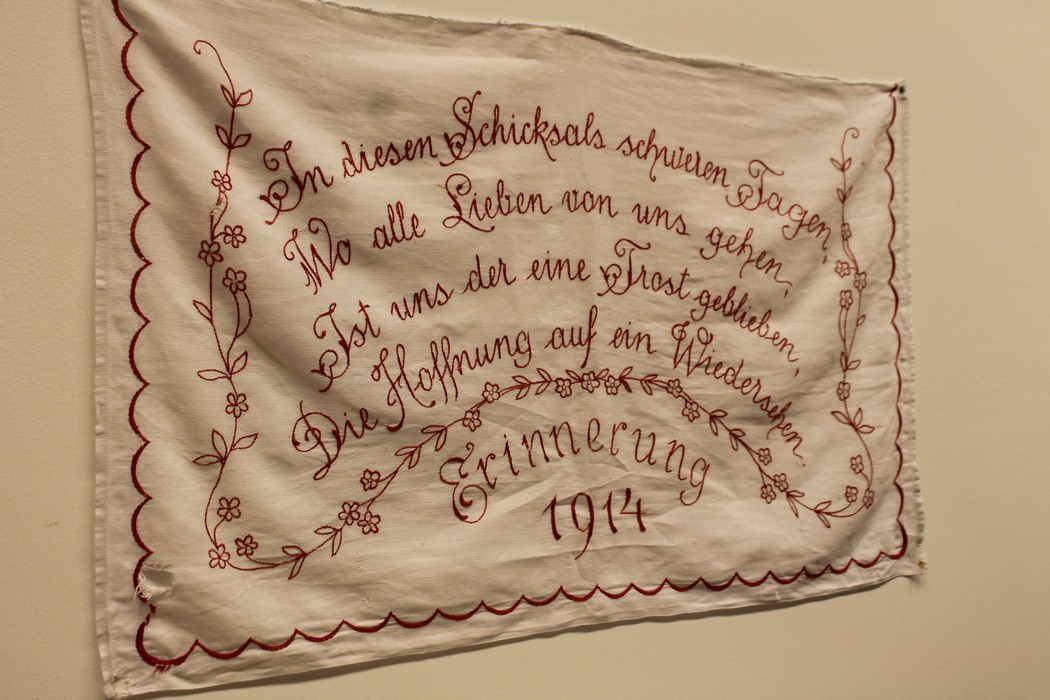 In diesen Schicksals schweren Tagen,
Wo alle Lieben von uns gehen,
Ist uns der eine Trost geblieben,
Die Hoffnung auf ein Wiedersehen.
Erinnerung
1914